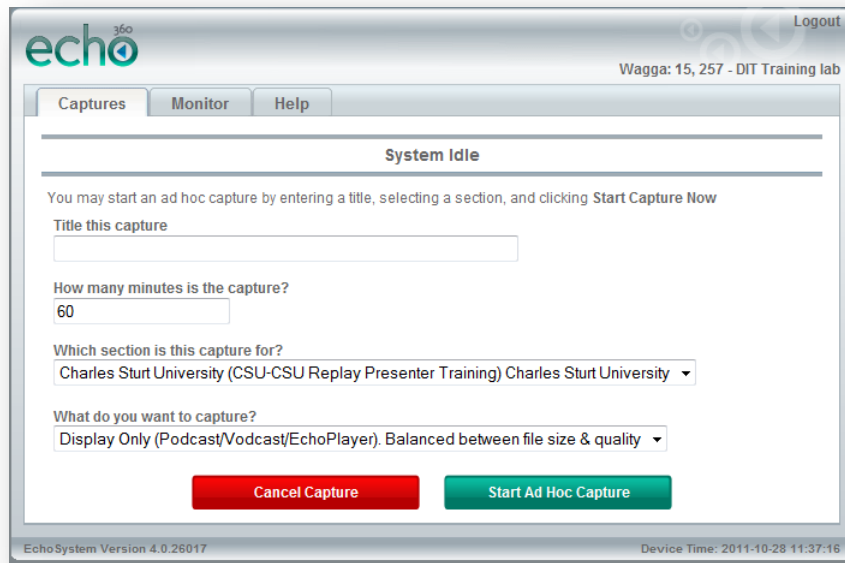 Logout
echo360
Wagga: 15, 257 - DIT Training lab
Captures Monitor Help
System Idle
You may start an ad hoc capture by entering a title, selecting a section, and clicking Start Capture Now
Title this capture
How many minutes is the capture?
60
Which section is this capture for?
Charles Sturt University (CSU-CSU Replay Presenter Training) Charles Sturt University
What do you want to capture?
Display Only (Podcast/Vodcast/EchoPlayer). Balanced between file size & quality
Cancel Capture Start Ad Hoc Capture
EchoSystem Version 4.0.26017 Device Time: 2011-10-28 11:37:16